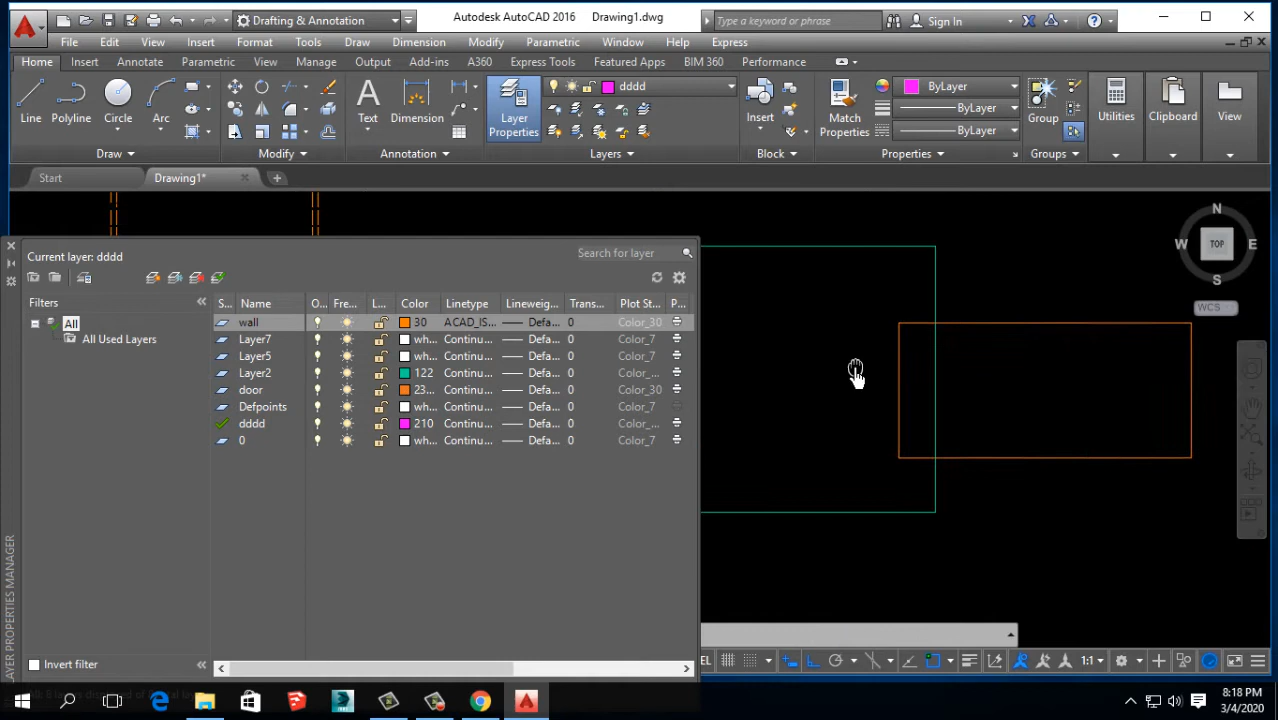 Drafting & Annotation
Autodesk AutoCAD 2016 Drawing1.dwg
Type a keyword or phrase
Sign In
File Edit View Insert Format Tools Draw Dimension Modify Parametric Window Help Express
Home Insert Annotate Parametric View Manage Output Add-ins A360 Express Tools Featured Apps BIM 360 Performance
Line
Polyline
Circle
Arc
Text
Dimension
Layer
Properties
dddd
Insert
Match
Properties
ByLayer
ByLayer
ByLayer
Group
Utilities
Clipboard
View
Draw
Modify
Annotation
Layers
Block
Properties
Groups
Start
Drawing1*
N
W TOP E
S
WCS
Current layer: dddd
Search for layer
Filters
All
All Used Layers
S... Name O... Fre... L... Color Linetype Lineweig... Trans... Plot St... P...
wall 30 ACAD_IS... Defa... 0 Color_30
Layer7 wh... Continu... Defa... 0 Color_7
Layer5 wh... Continu... Defa... 0 Color_7
Layer2 122 Continu... Defa... 0 Color_...
door 23... Continu... Defa... 0 Color_30
Defpoints wh... Continu... Defa... 0 Color_7
dddd 210 Continu... Defa... 0 Color_...
0 wh... Continu... Defa... 0 Color_7
Invert filter
LAYER PROPERTIES MANAGER
EL
1:1
8:18 PM
3/4/2020